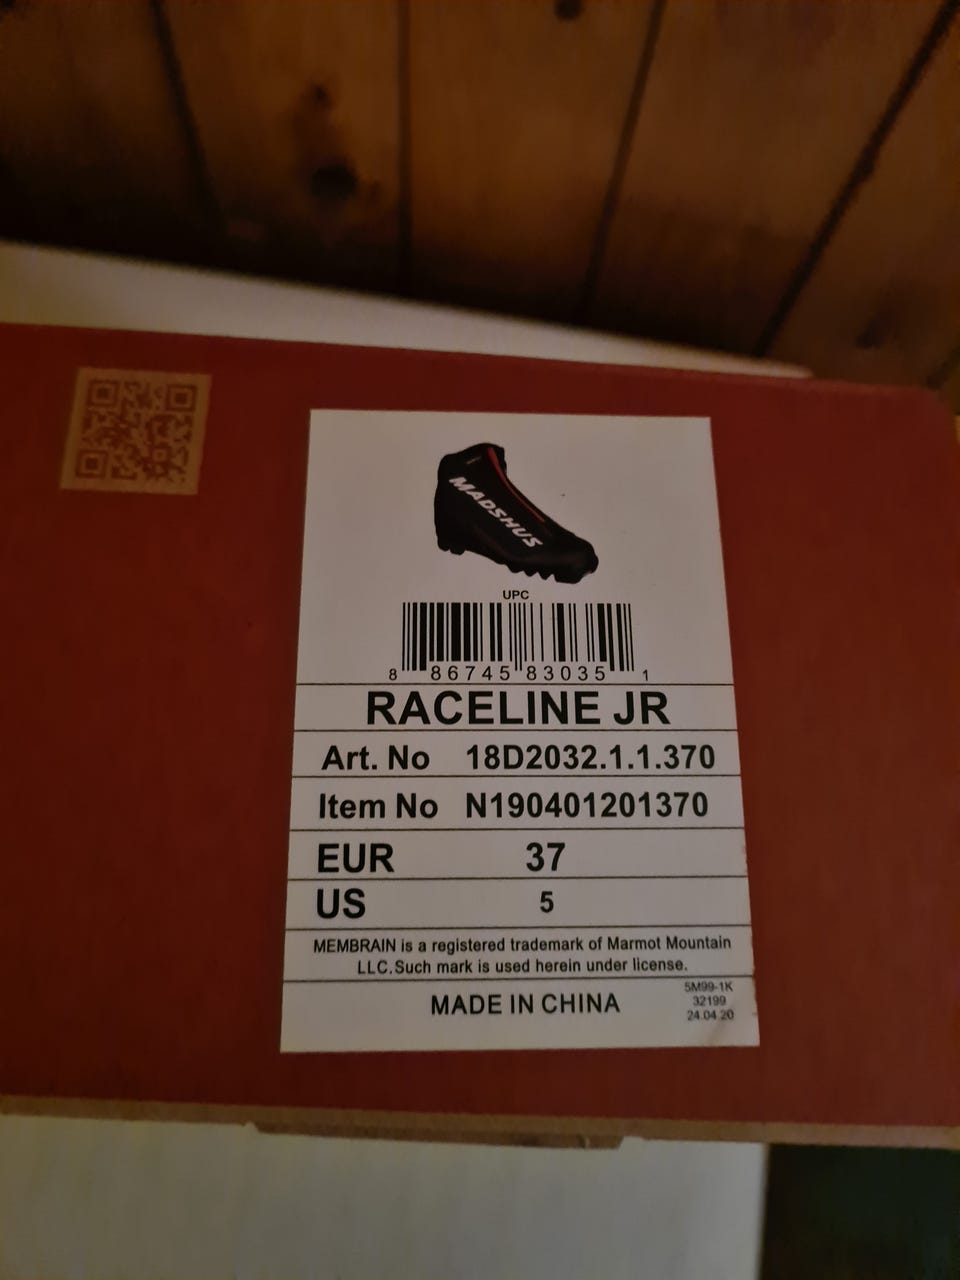 MADSHUS
UPC
8 86745 83035 1
RACELINE JR
Art. No 18D2032.1.1.370
Item No N190401201370
EUR 37
US 5
MEMBRAIN is a registered trademark of Marmot Mountain
LLC.Such mark is used herein under license.
MADE IN CHINA
5M99-1K
32199
24.04.20